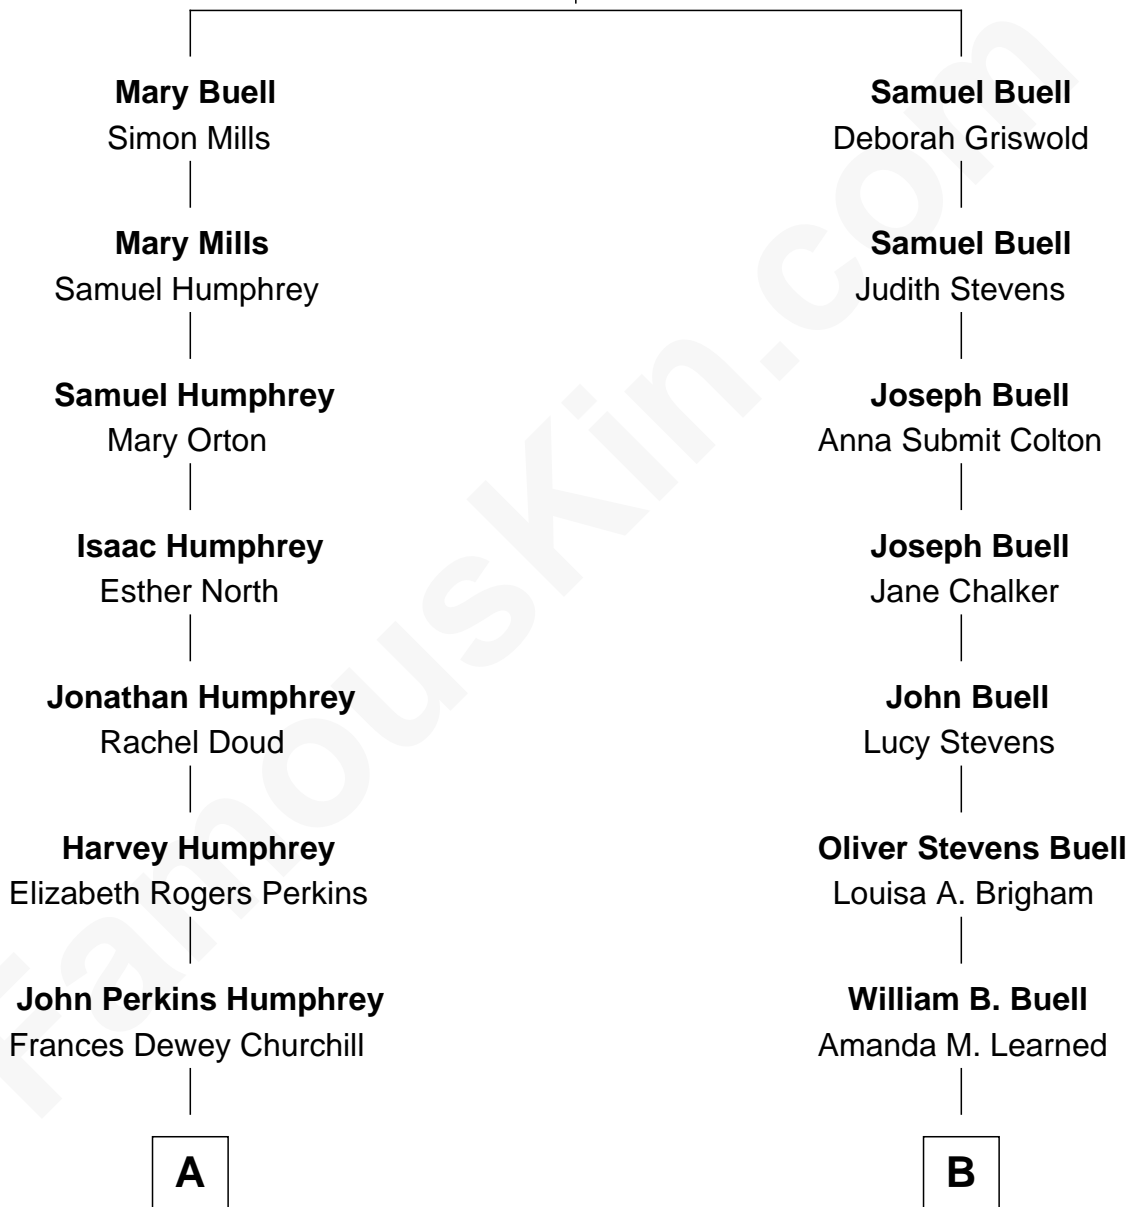 Mary Buell
Simon Mills
Mary Mills
Samuel Humphrey
Samuel Humphrey
Mary Orton
Isaac Humphrey
Esther North
Jonathan Humphrey
Rachel Doud
Harvey Humphrey
Elizabeth Rogers Perkins
John Perkins Humphrey
Frances Dewey Churchill
A
Samuel Buell
Deborah Griswold
Samuel Buell
Judith Stevens
Joseph Buell
Anna Submit Colton
Joseph Buell
Jane Chalker
John Buell
Lucy Stevens
Oliver Stevens Buell
Louisa A. Brigham
William B. Buell
Amanda M. Learned
B
FamousKin.com